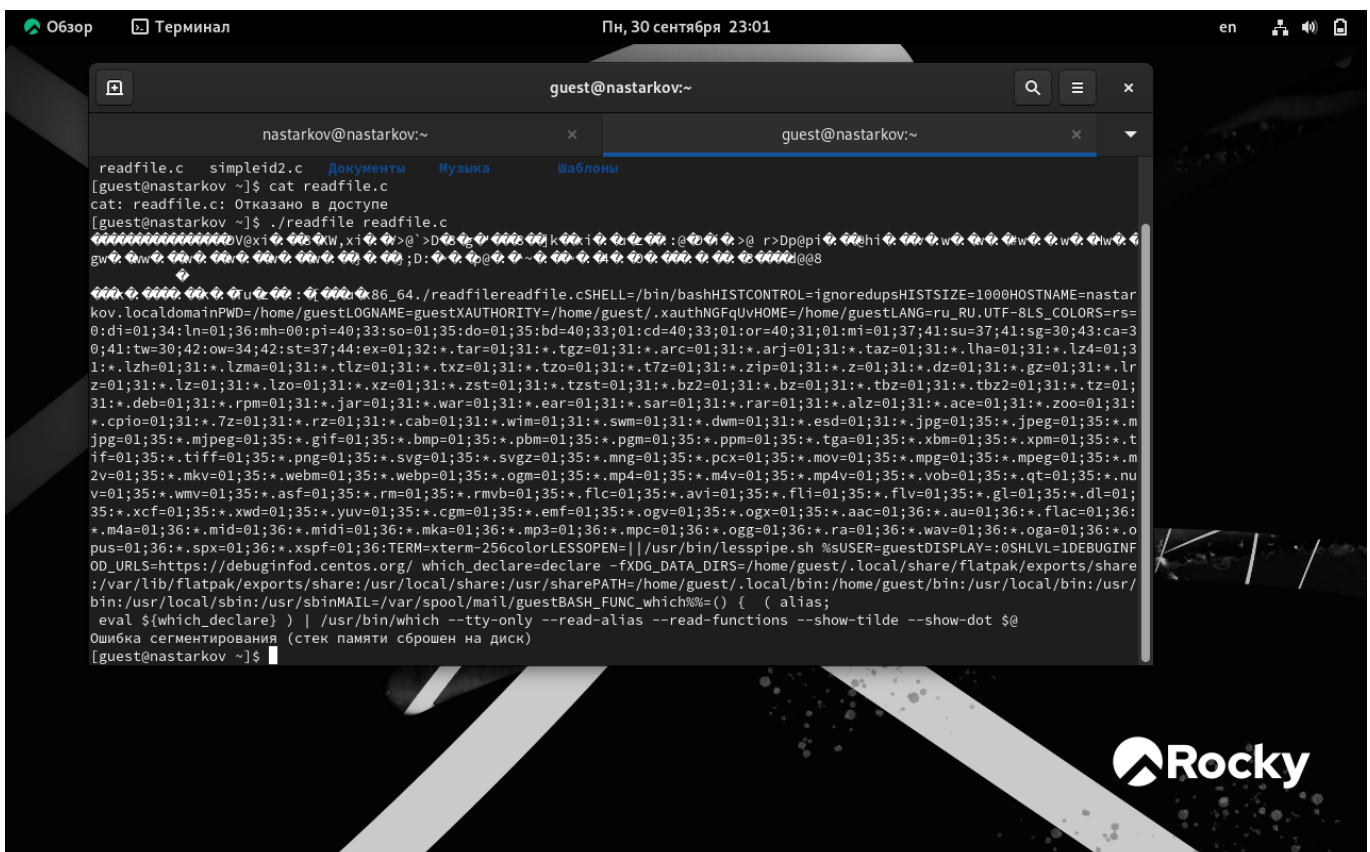 Обзор Терминал Пн, 30 сентября 23:01 en
guest@nastarkov:~
nastarkov@nastarkov:~ guest@nastarkov:~
readfile.c simpleid2.c Документы Музыка Шаблоны
[guest@nastarkov ~]$ cat readfile.c
cat: readfile.c: Отказано в доступе
[guest@nastarkov ~]$ ./readfile readfile.c
x86_64./readfilereadfile.cSHELL=/bin/bashHISTCONTROL=ignoredupsHISTSIZE=1000HOSTNAME=nastar
kov.localdomainPWD=/home/guestLOGNAME=guestXAUTHORITY=/home/guest/.xauthNGFqUvHOME=/home/guestLANG=ru_RU.UTF-8LS_COLORS=rs=
0:di=01;34:ln=01;36:mh=00:pi=40;33:so=01;35:do=01;35:bd=40;33;01:cd=40;33;01:or=40;31;01:mi=01;37;41:su=37;41:sg=30;43:ca=3
0;41:tw=30;42:ow=34;42:st=37;44:ex=01;32:*.tar=01;31:*.tgz=01;31:*.arc=01;31:*.arj=01;31:*.taz=01;31:*.lha=01;31:*.lz4=01;3
1:*.lzh=01;31:*.lzma=01;31:*.tlz=01;31:*.txz=01;31:*.tzo=01;31:*.t7z=01;31:*.zip=01;31:*.z=01;31:*.dz=01;31:*.gz=01;31:*.lr
z=01;31:*.lz=01;31:*.lzo=01;31:*.xz=01;31:*.zst=01;31:*.tzst=01;31:*.bz2=01;31:*.bz=01;31:*.tbz=01;31:*.tbz2=01;31:*.tz=01;
31:*.deb=01;31:*.rpm=01;31:*.jar=01;31:*.war=01;31:*.ear=01;31:*.sar=01;31:*.rar=01;31:*.alz=01;31:*.ace=01;31:*.zoo=01;31:
*.cpio=01;31:*.7z=01;31:*.rz=01;31:*.cab=01;31:*.wim=01;31:*.swm=01;31:*.dwm=01;31:*.esd=01;31:*.jpg=01;35:*.jpeg=01;35:*.m
jpg=01;35:*.mjpeg=01;35:*.gif=01;35:*.bmp=01;35:*.pbm=01;35:*.pgm=01;35:*.ppm=01;35:*.tga=01;35:*.xbm=01;35:*.xpm=01;35:*.t
if=01;35:*.tiff=01;35:*.png=01;35:*.svg=01;35:*.svgz=01;35:*.mng=01;35:*.pcx=01;35:*.mov=01;35:*.mpg=01;35:*.mpeg=01;35:*.m
2v=01;35:*.mkv=01;35:*.webm=01;35:*.webp=01;35:*.ogm=01;35:*.mp4=01;35:*.m4v=01;35:*.mp4v=01;35:*.vob=01;35:*.qt=01;35:*.nu
v=01;35:*.wmv=01;35:*.asf=01;35:*.rm=01;35:*.rmvb=01;35:*.flc=01;35:*.avi=01;35:*.fli=01;35:*.flv=01;35:*.gl=01;35:*.dl=01;
35:*.xcf=01;35:*.xwd=01;35:*.yuv=01;35:*.cgm=01;35:*.emf=01;35:*.ogv=01;35:*.ogx=01;35:*.aac=01;36:*.au=01;36:*.flac=01;36:
*.m4a=01;36:*.mid=01;36:*.midi=01;36:*.mka=01;36:*.mp3=01;36:*.mpc=01;36:*.ogg=01;36:*.ra=01;36:*.wav=01;36:*.oga=01;36:*.o
pus=01;36:*.spx=01;36:*.xspf=01;36:TERM=xterm-256colorLESSOPEN=||/usr/bin/lesspipe.sh %sUSER=guestDISPLAY=:0SHLVL=1DEBUGINF
OD_URLS=https://debuginfod.centos.org/ which_declare=declare -fXDG_DATA_DIRS=/home/guest/.local/share/flatpak/exports/share
:/var/lib/flatpak/exports/share:/usr/local/share:/usr/sharePATH=/home/guest/.local/bin:/home/guest/bin:/usr/local/bin:/usr/
bin:/usr/local/sbin:/usr/sbinMAIL=/var/spool/mail/guestBASH_FUNC_which%%=() { ( alias;
eval ${which_declare} ) | /usr/bin/which --tty-only --read-alias --read-functions --show-tilde --show-dot $@
Ошибка сегментирования (стек памяти сброшен на диск)
[guest@nastarkov ~]$
Rocky